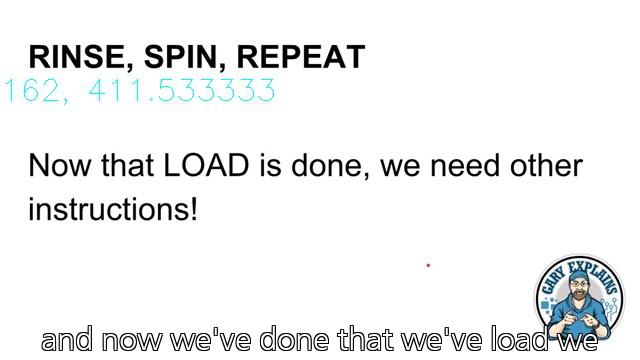 RINSE, SPIN, REPEAT
162, 411.533333
Now that LOAD is done, we need other
instructions!
GARY EXPLAINS
and now we've done that we've load we